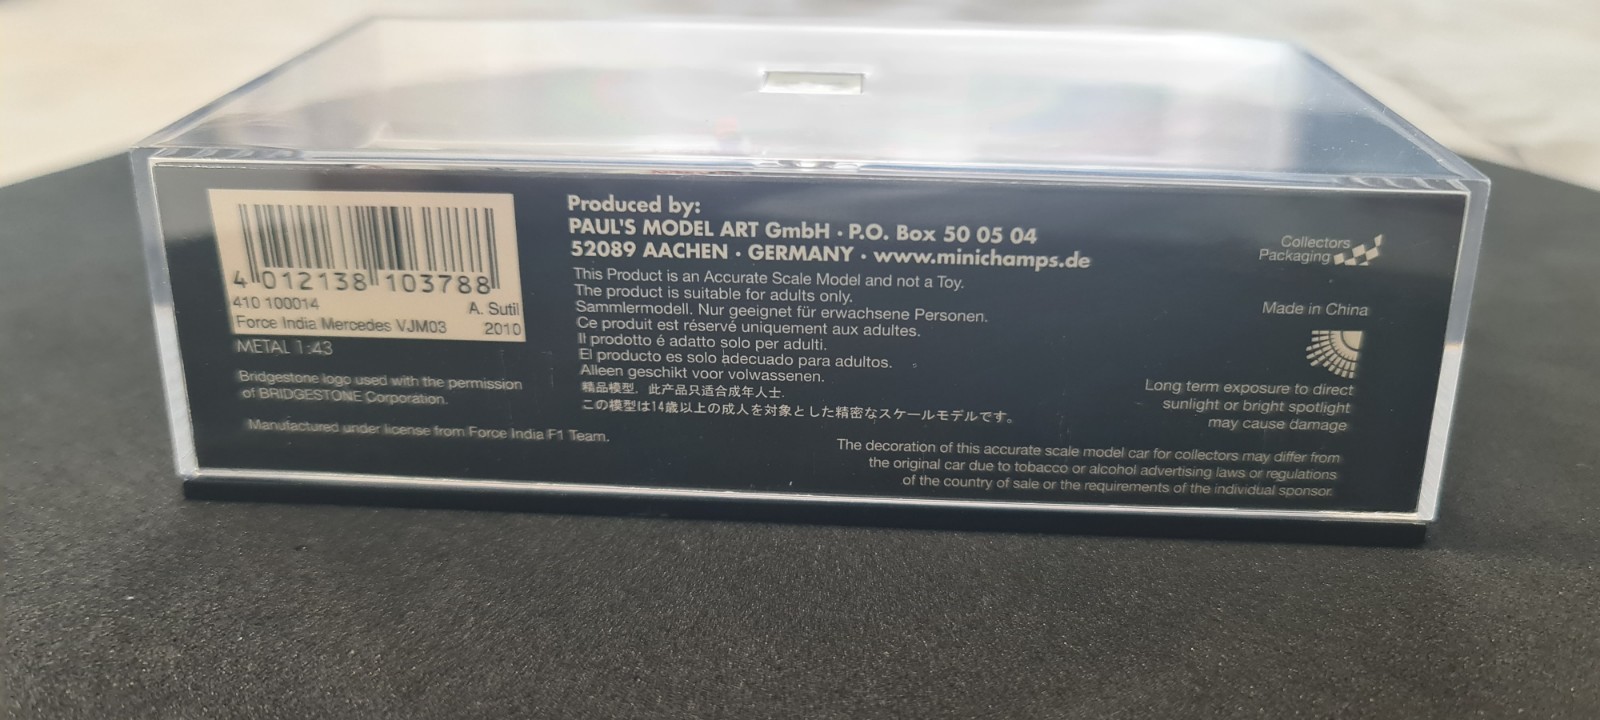 4 012138 103788
410 100014 A. Sutil
Force India Mercedes VJM03 2010
METAL 1:43
Bridgestone logo used with the permission
of BRIDGESTONE Corporation.
Manufactured under license from Force India F1 Team.
Produced by:
PAUL'S MODEL ART GmbH · P.O. Box 50 05 04
52089 AACHEN · GERMANY · www.minichamps.de
This Product is an Accurate Scale Model and not a Toy.
The product is suitable for adults only.
Sammlermodell. Nur geeignet für erwachsene Personen.
Ce produit est réservé uniquement aux adultes.
Il prodotto é adatto solo per adulti.
El producto es solo adecuado para adultos.
Alleen geschikt voor volwassenen.
精品模型. 此产品只适合成年人士.
この模型は14歳以上の成人を対象とした精密なスケールモデルです。
Collectors
Packaging
Made in China
Long term exposure to direct
sunlight or bright spotlight
may cause damage
The decoration of this accurate scale model car for collectors may differ from
the original car due to tobacco or alcohol advertising laws or regulations
of the country of sale or the requirements of the individual sponsor.